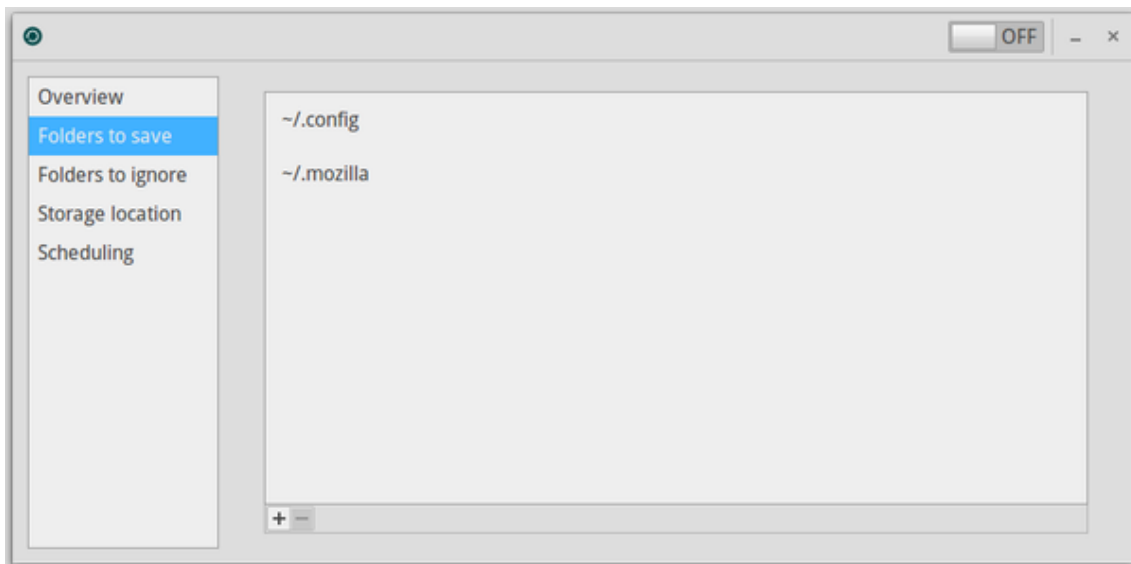 OFF
Overview
Folders to save
Folders to ignore
Storage location
Scheduling
~/.config
~/.mozilla